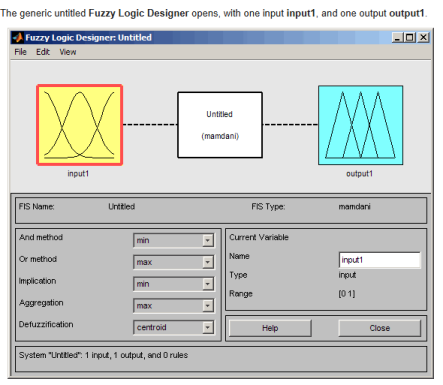 The generic untitled Fuzzy Logic Designer opens, with one input input1, and one output output1.
Fuzzy Logic Designer: Untitled
File Edit View
Untitled
(mamdani)
input1
output1
FIS Name: Untitled FIS Type: mamdani
And method min
Or method max
Implication min
Aggregation max
Defuzzification centroid
Current Variable
Name input1
Type input
Range [0 1]
Help Close
System "Untitled": 1 input, 1 output, and 0 rules